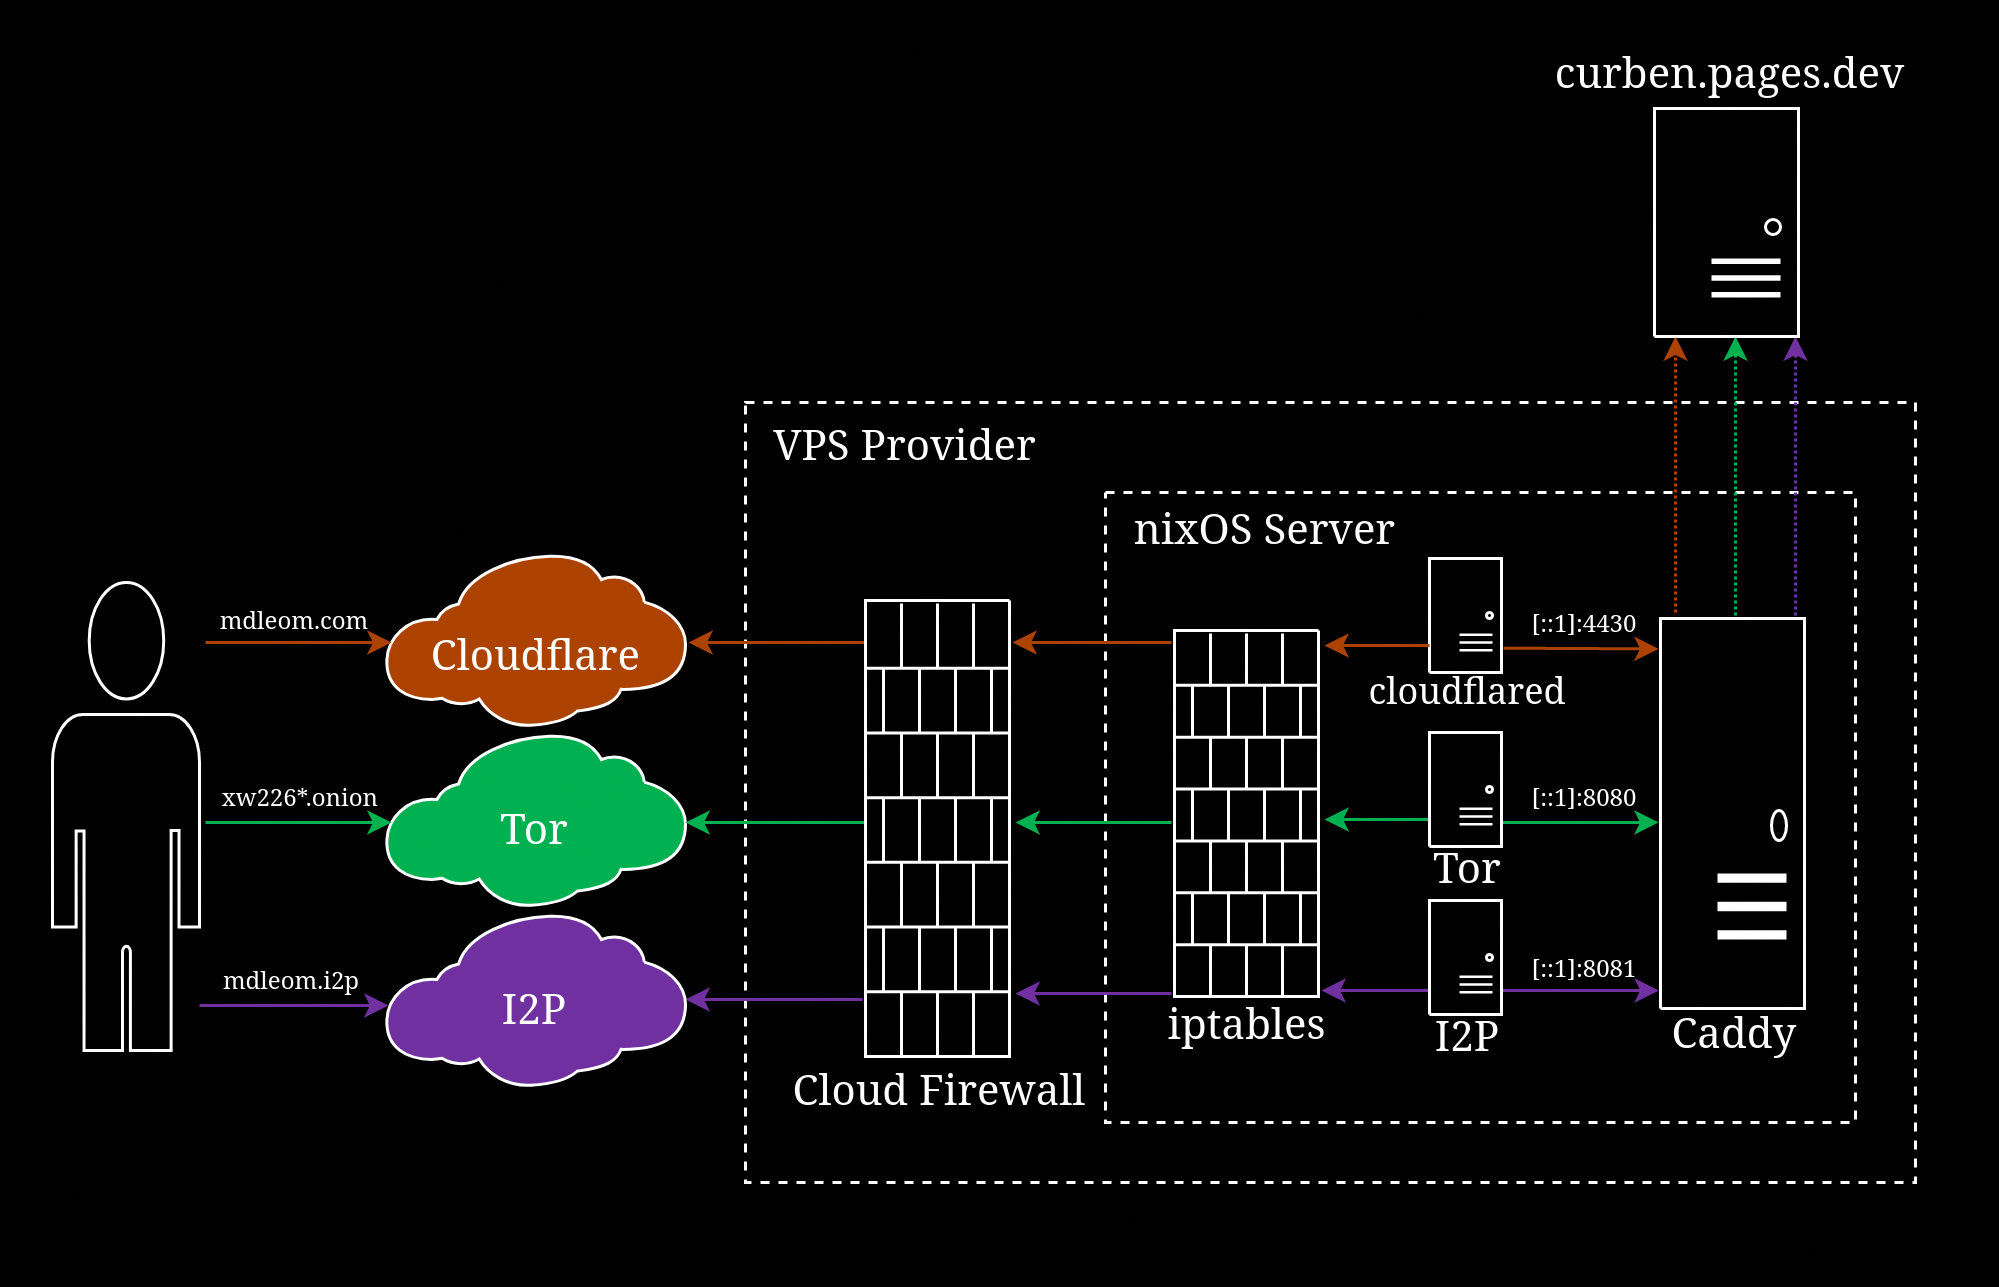 curben.pages.dev
VPS Provider
nixOS Server
mdleom.com
Cloudflare
[::1]:4430
cloudflared
xw226*.onion
Tor
[::1]:8080
Tor
mdleom.i2p
I2P
[::1]:8081
I2P
iptables
Caddy
Cloud Firewall